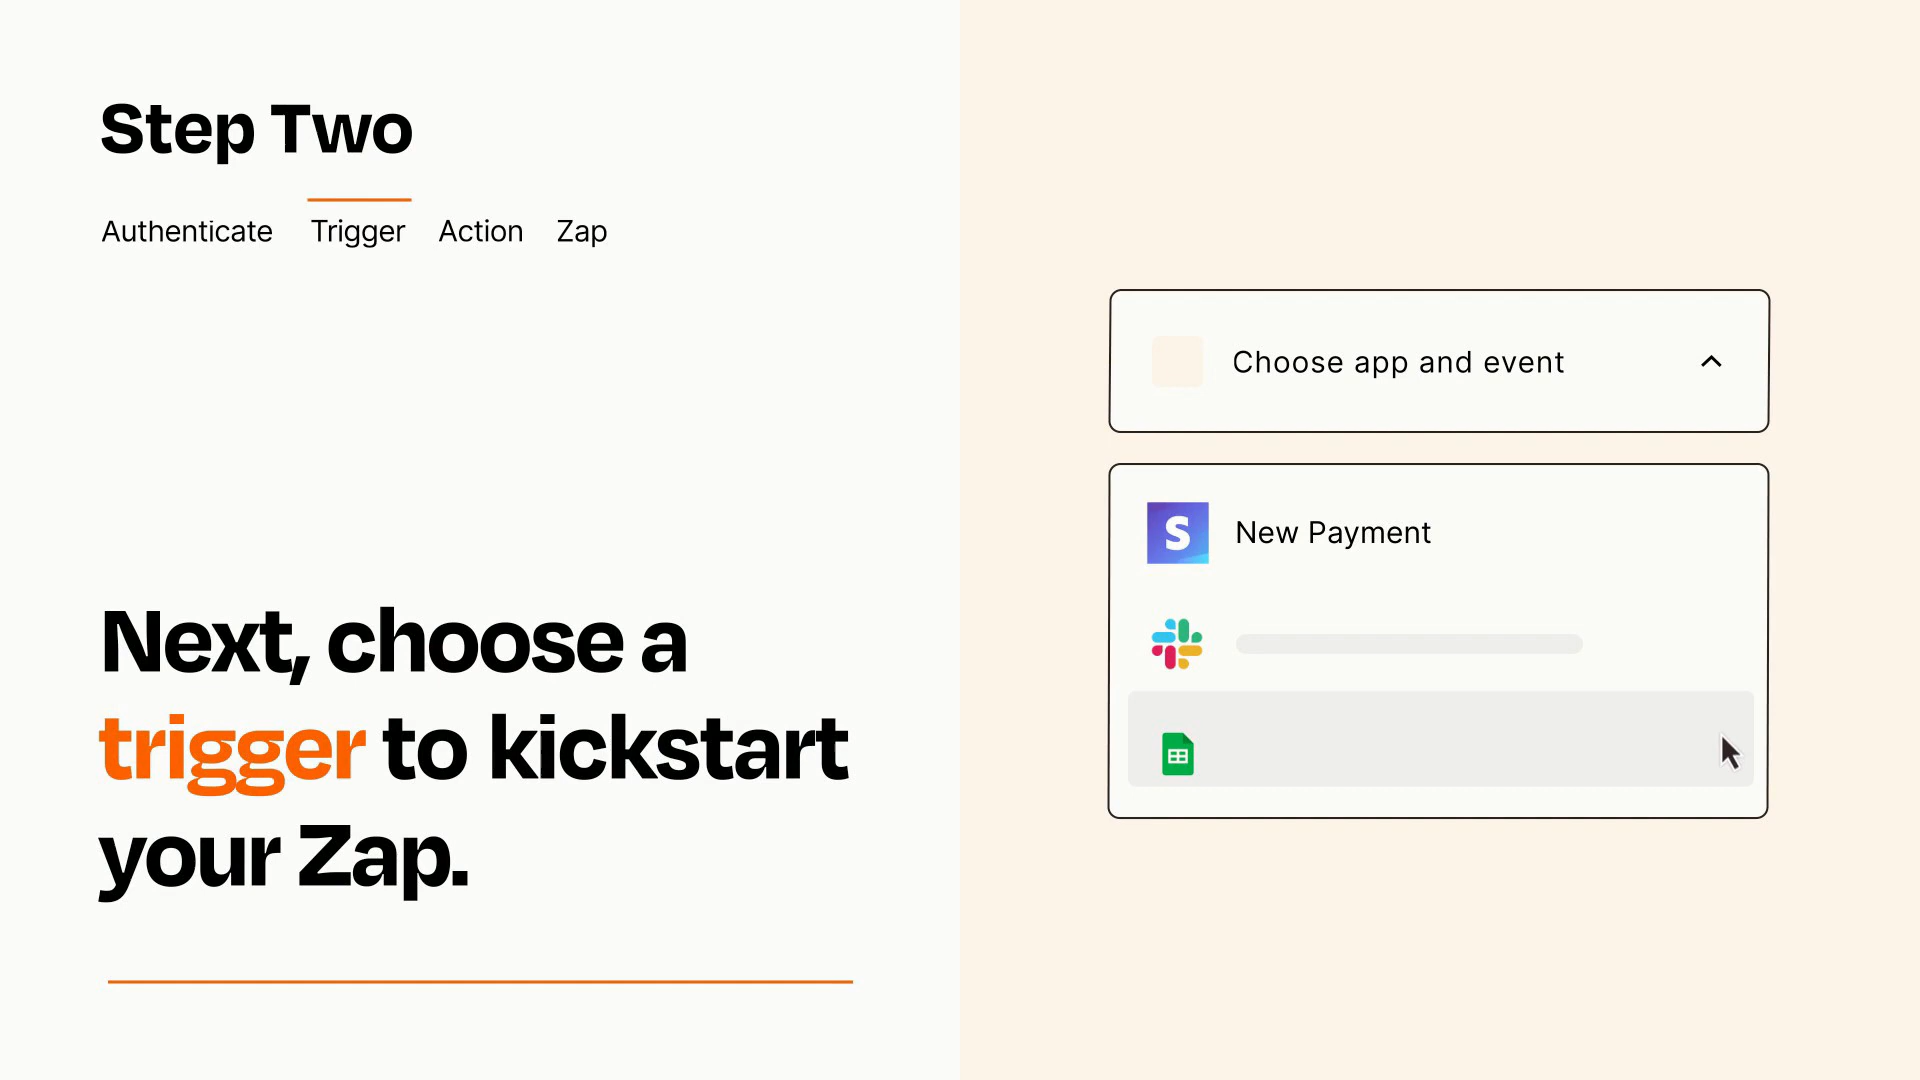 Step Two
Authenticate Trigger Action Zap
Next, choose a
trigger to kickstart
your Zap.
Choose app and event
S New Payment